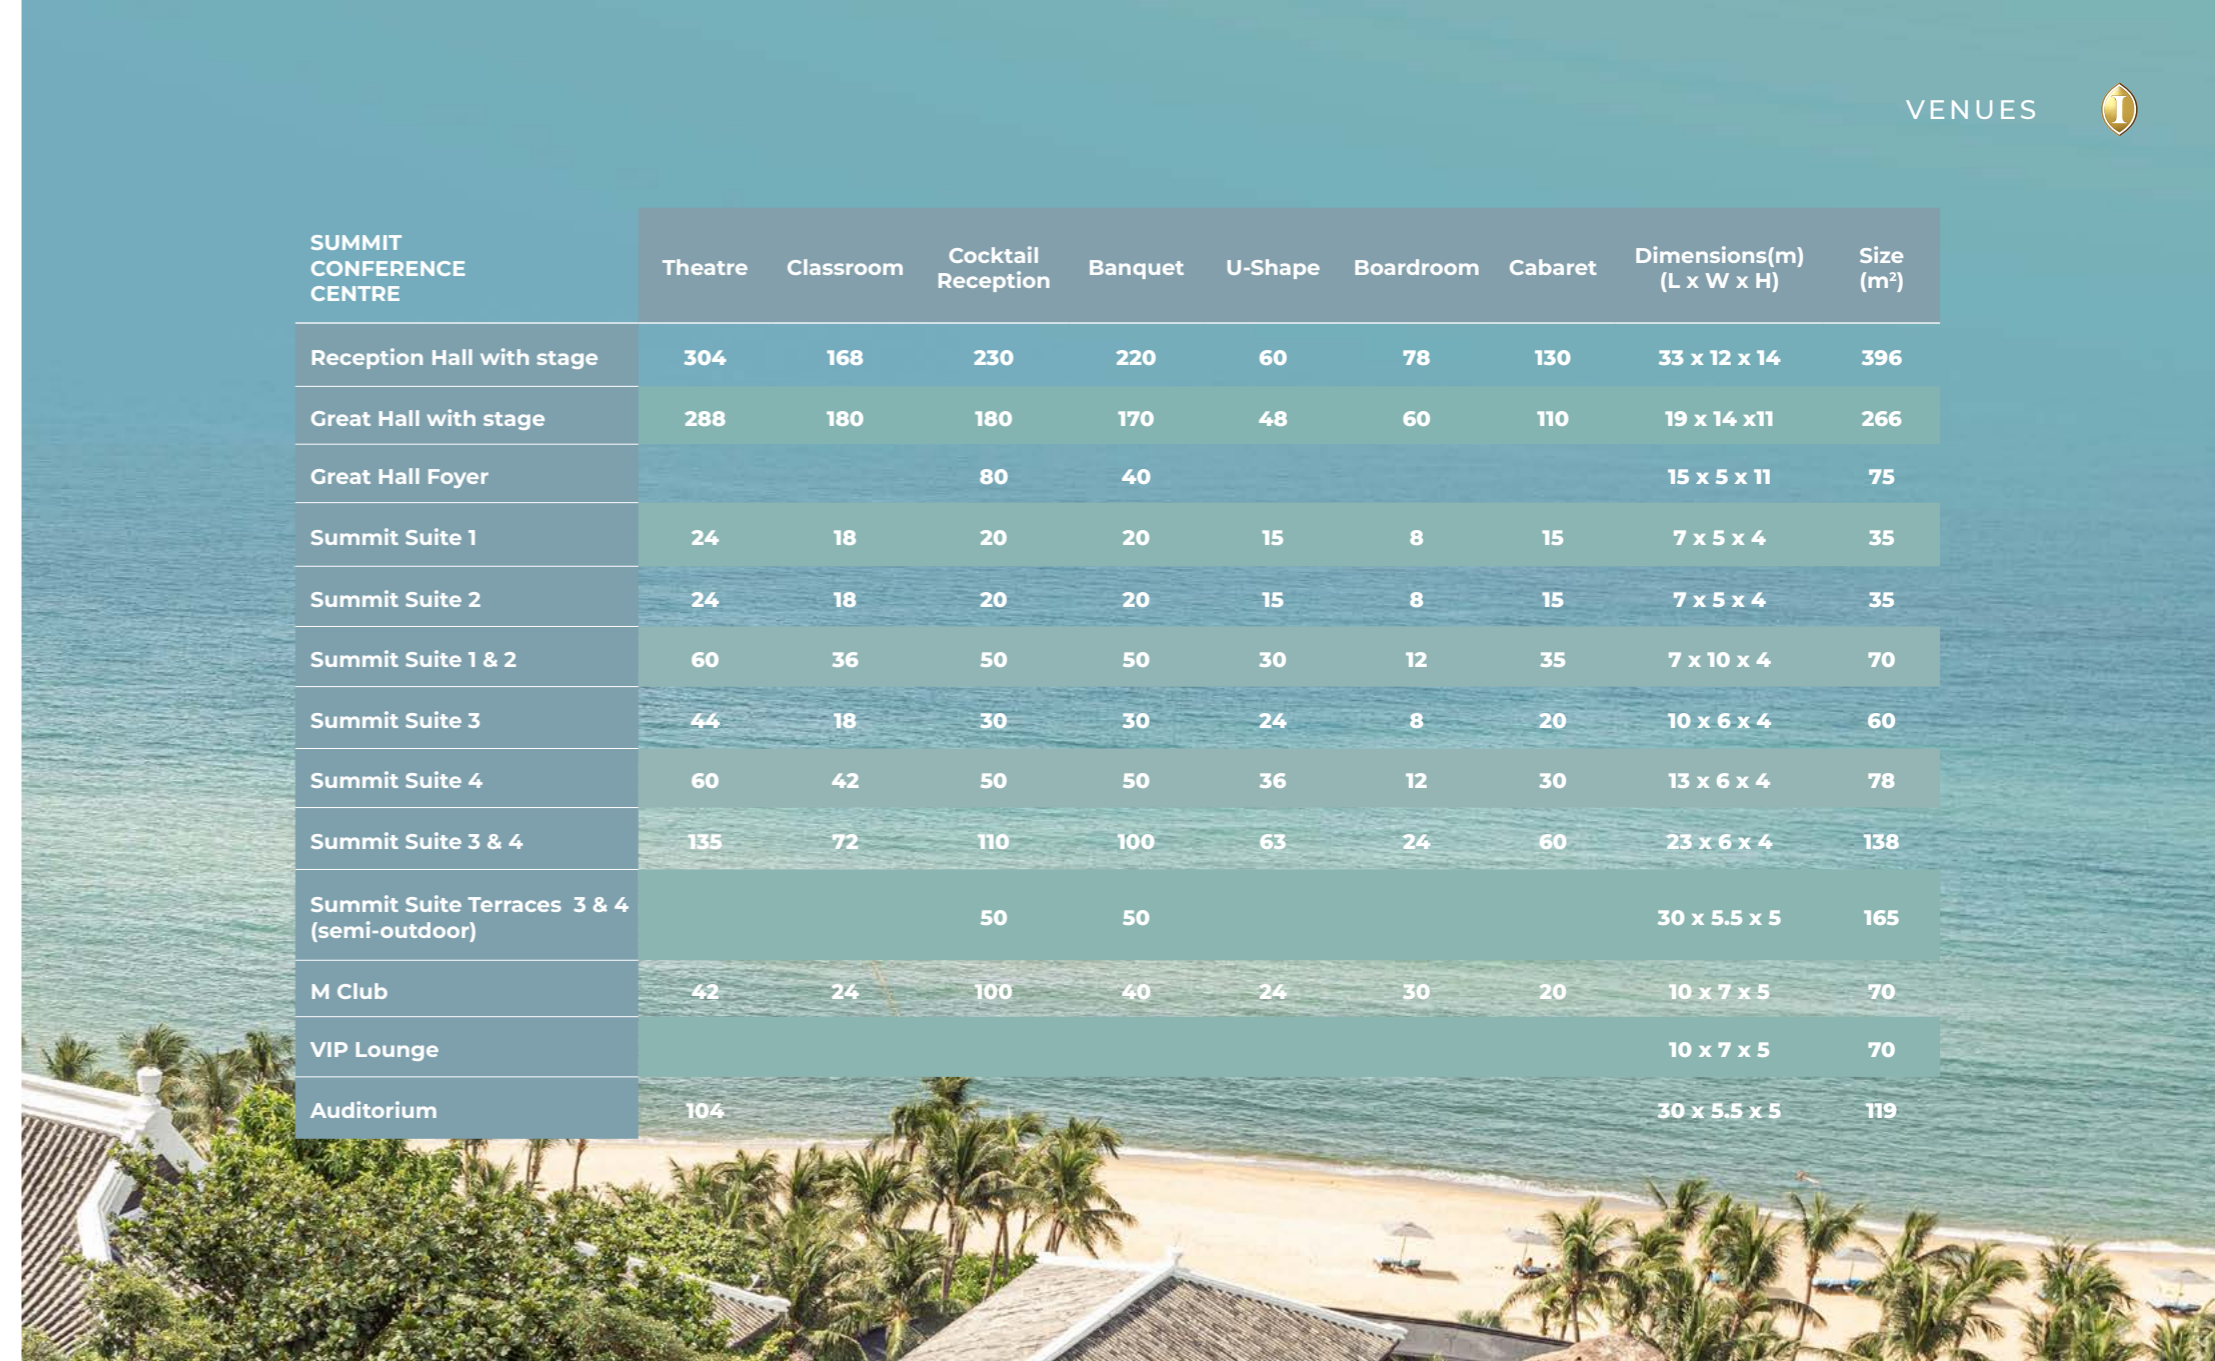 VENUES
I
SUMMIT
CONFERENCE
CENTRE
Theatre Classroom Cocktail Reception Banquet U-Shape Boardroom Cabaret Dimensions(m) (L x W x H) Size (m²)
Reception Hall with stage 304 168 230 220 60 78 130 33 x 12 x 14 396
Great Hall with stage 288 180 180 170 48 60 110 19 x 14 x11 266
Great Hall Foyer 80 40 15 x 5 x 11 75
Summit Suite 1 24 18 20 20 15 8 15 7 x 5 x 4 35
Summit Suite 2 24 18 20 20 15 8 15 7 x 5 x 4 35
Summit Suite 1 & 2 60 36 50 50 30 12 35 7 x 10 x 4 70
Summit Suite 3 44 18 30 30 24 8 20 10 x 6 x 4 60
Summit Suite 4 60 42 50 50 36 12 30 13 x 6 x 4 78
Summit Suite 3 & 4 135 72 110 100 63 24 60 23 x 6 x 4 138
Summit Suite Terraces 3 & 4
(semi-outdoor) 50 50 30 x 5.5 x 5 165
M Club 42 24 100 40 24 30 20 10 x 7 x 5 70
VIP Lounge 10 x 7 x 5 70
Auditorium 104 30 x 5.5 x 5 119